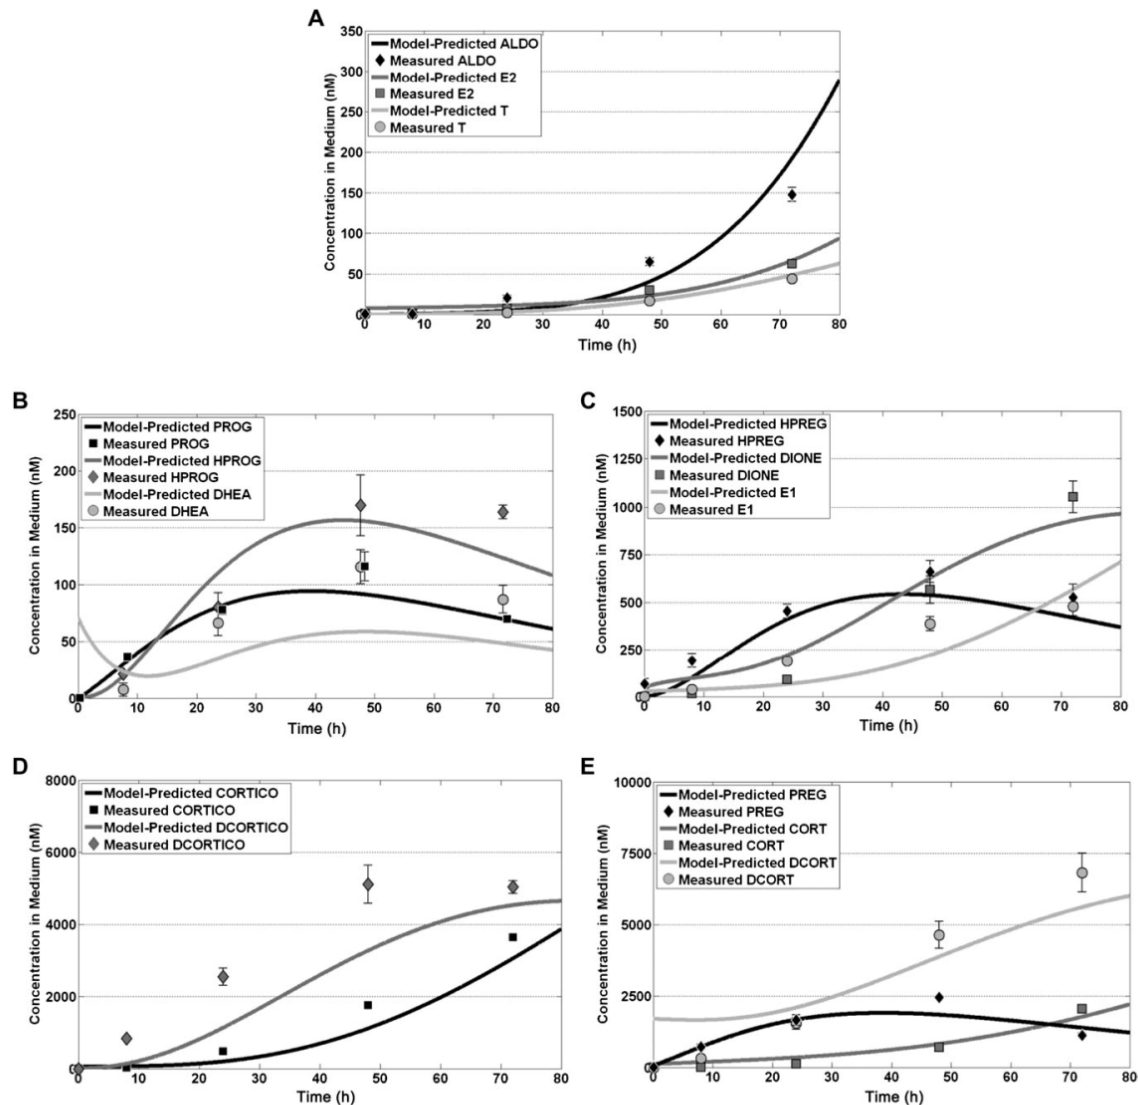 A
350
300
250
200
150
100
50
0
Concentration in Medium (nM)
Model-Predicted ALDO
Measured ALDO
Model-Predicted E2
Measured E2
Model-Predicted T
Measured T
0 10 20 30 40 50 60 70 80
Time (h)
B
250
200
150
100
50
0
Concentration in Medium (nM)
Model-Predicted PROG
Measured PROG
Model-Predicted HPROG
Measured HPROG
Model-Predicted DHEA
Measured DHEA
0 10 20 30 40 50 60 70 80
Time (h)
C
1500
1250
1000
750
500
250
0
Concentration in Medium (nM)
Model-Predicted HPREG
Measured HPREG
Model-Predicted DIONE
Measured DIONE
Model-Predicted E1
Measured E1
0 10 20 30 40 50 60 70 80
Time (h)
D
8000
6000
4000
2000
0
Concentration in Medium (nM)
Model-Predicted CORTICO
Measured CORTICO
Model-Predicted DCORTICO
Measured DCORTICO
0 10 20 30 40 50 60 70 80
Time (h)
E
10000
7500
5000
2500
0
Concentration in Medium (nM)
Model-Predicted PREG
Measured PREG
Model-Predicted CORT
Measured CORT
Model-Predicted DCORT
Measured DCORT
0 10 20 30 40 50 60 70 80
Time (h)